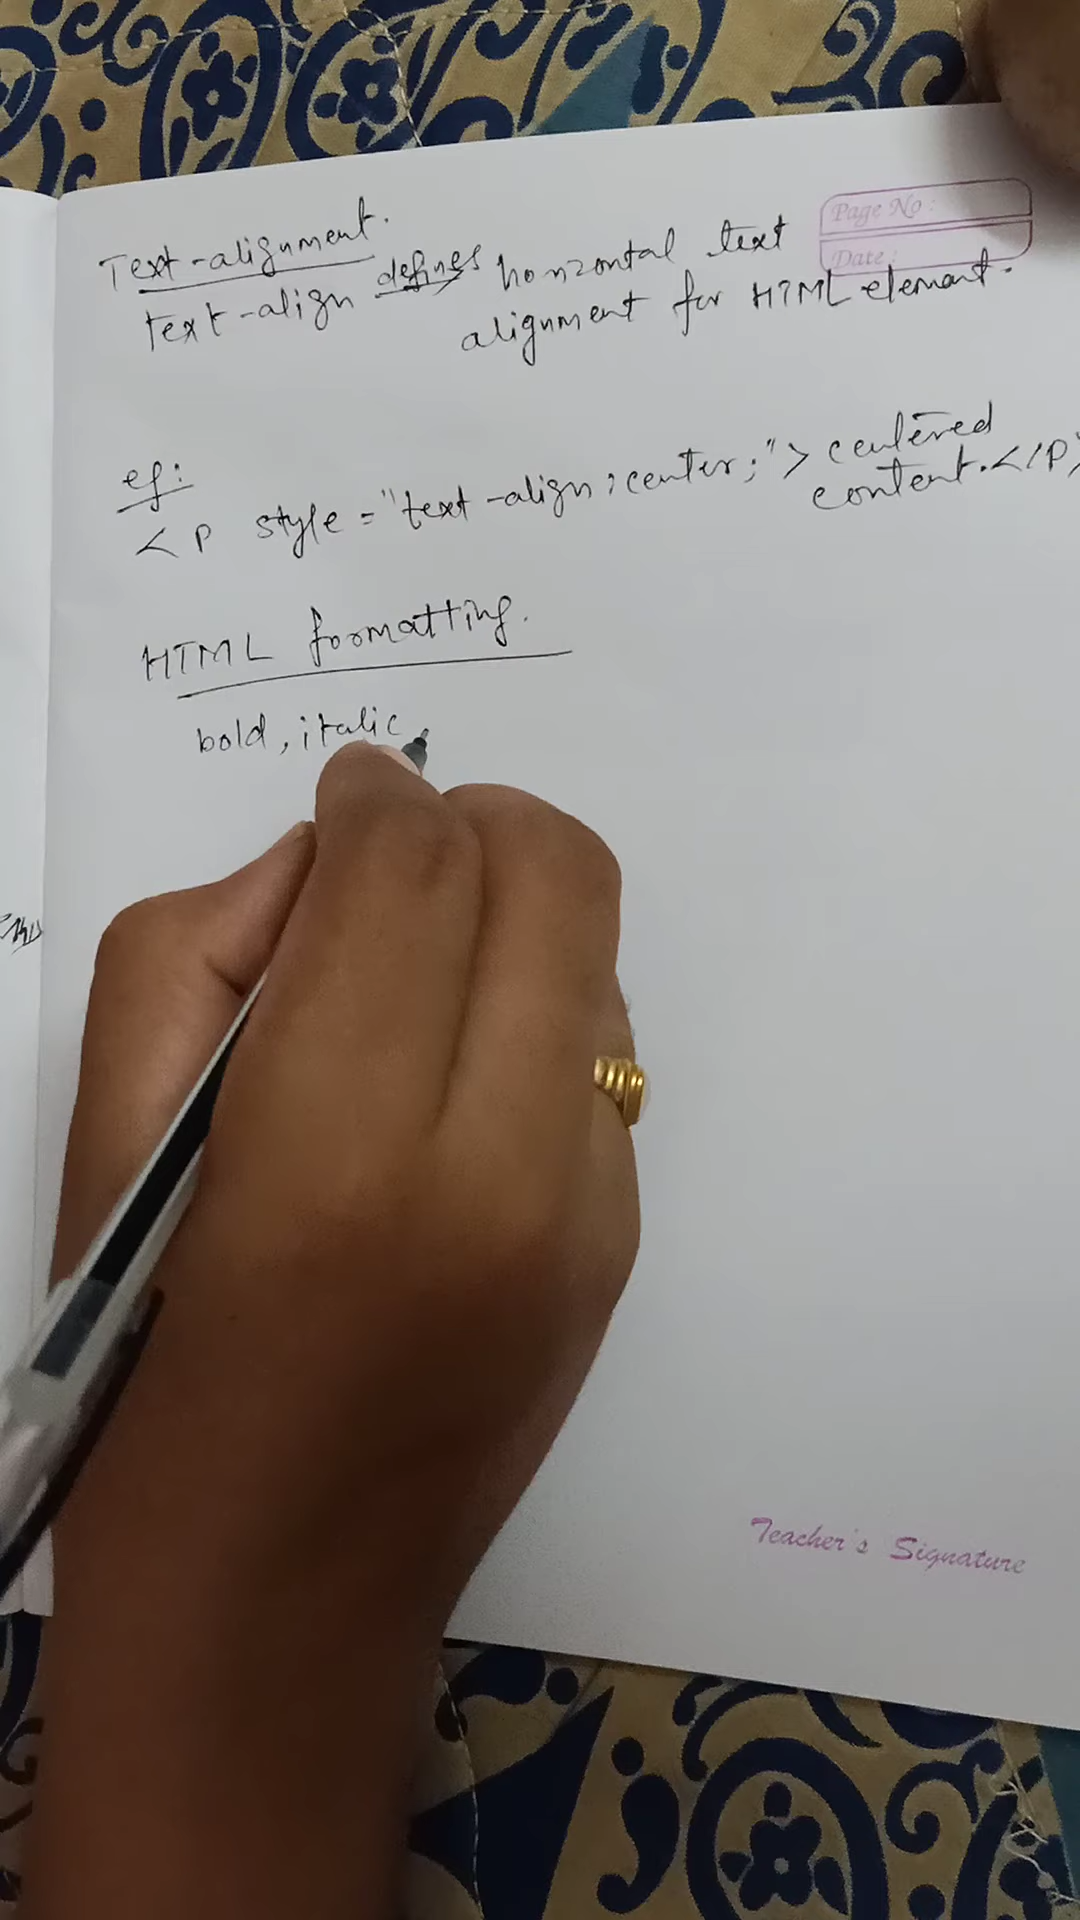 Page No :
Date :
Text-alignment.
text-align defines horizontal text
alignment for HTML element.
eg:
<P style="text-align:center;"> centered
content.</P>
HTML formatting.
bold, italic,
Teacher's Signature